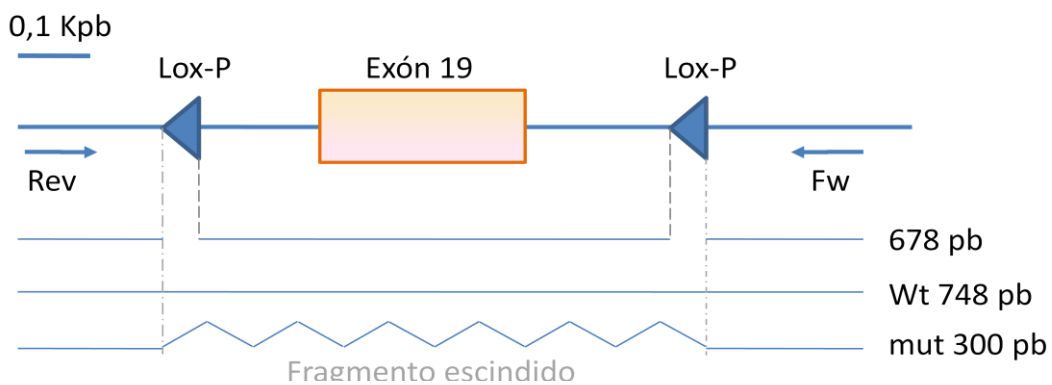 0,1 Kpb
Lox-P Exón 19 Lox-P
Rev Fw
678 pb
Wt 748 pb
mut 300 pb
Fragmento escindido